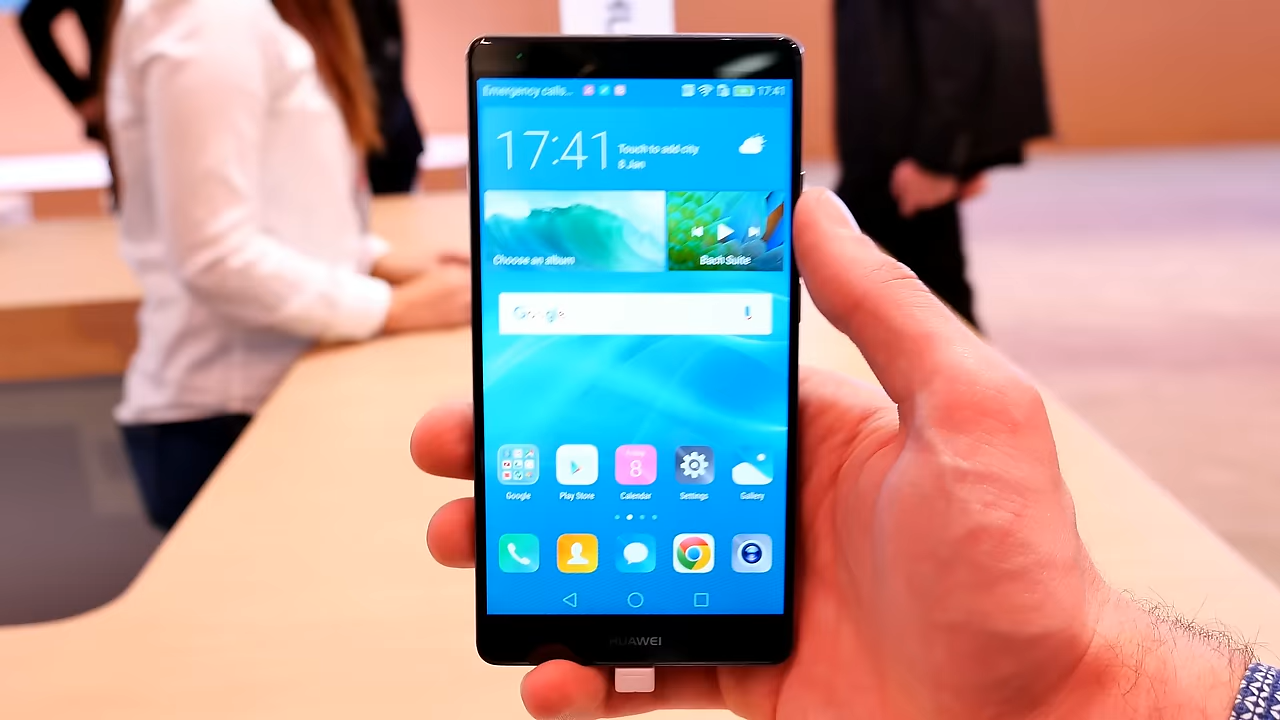 Emergency calls... 17:41
17:41
Touch to add city
8 Jan
Choose an album
Bach Suite
Google
Friday
8
Google Play Store Calendar Settings Gallery
HUAWEI